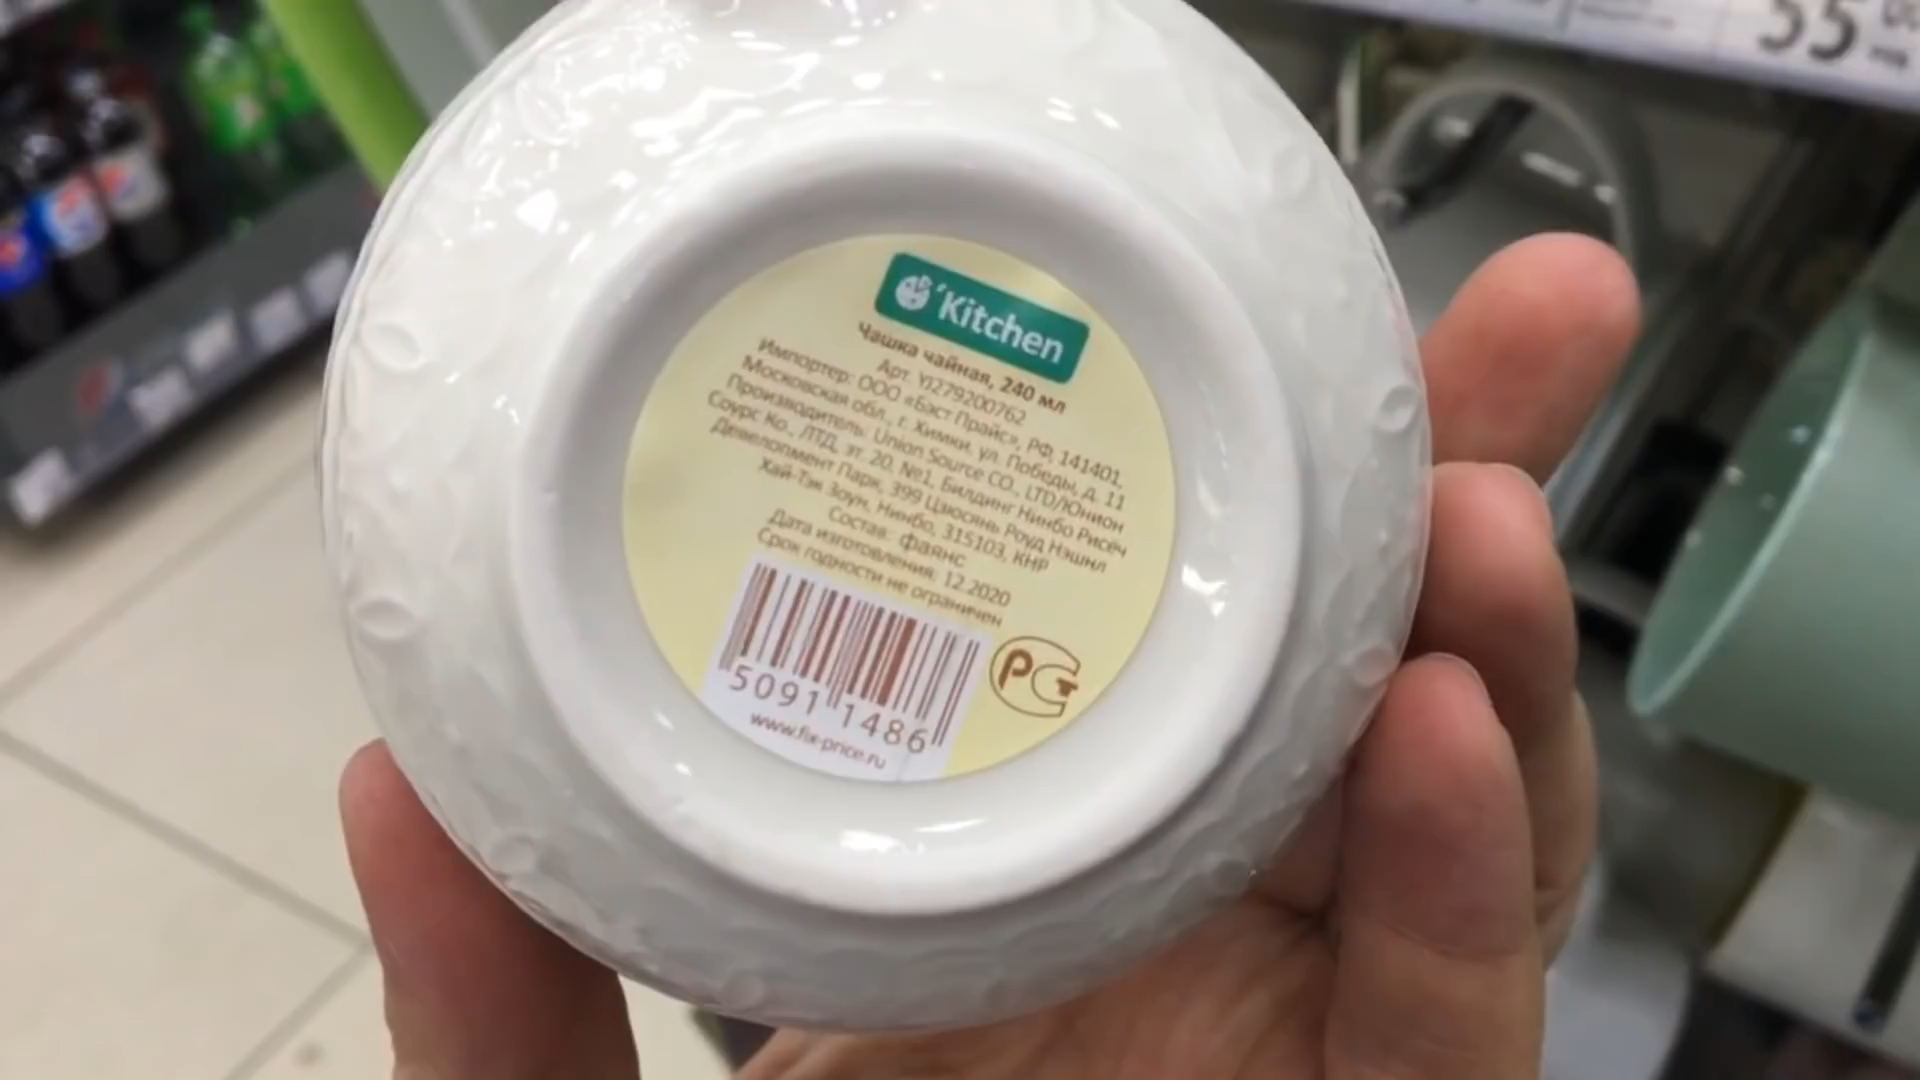 'Kitchen
Чашка чайная, 240 мл
Арт. YJ279200762
Импортер: ООО «Бэст Прайс», РФ, 141401,
Московская обл., г. Химки, ул. Победы, д. 11
Производитель: Union Source CO., LTD/Юнион
Соурс Ко., ЛТД, эт. 20, №1, Билдинг Нинбо Рисёч
Девелопмент Парк, 399 Цзюсянь Роуд Нэшнл
Хай-Тэк Зоун, Нинбо, 315103, КНР
Состав: фаянс
Дата изготовления: 12.2020
Срок годности не ограничен
5091 1486
www.fix-price.ru
РСТ
55